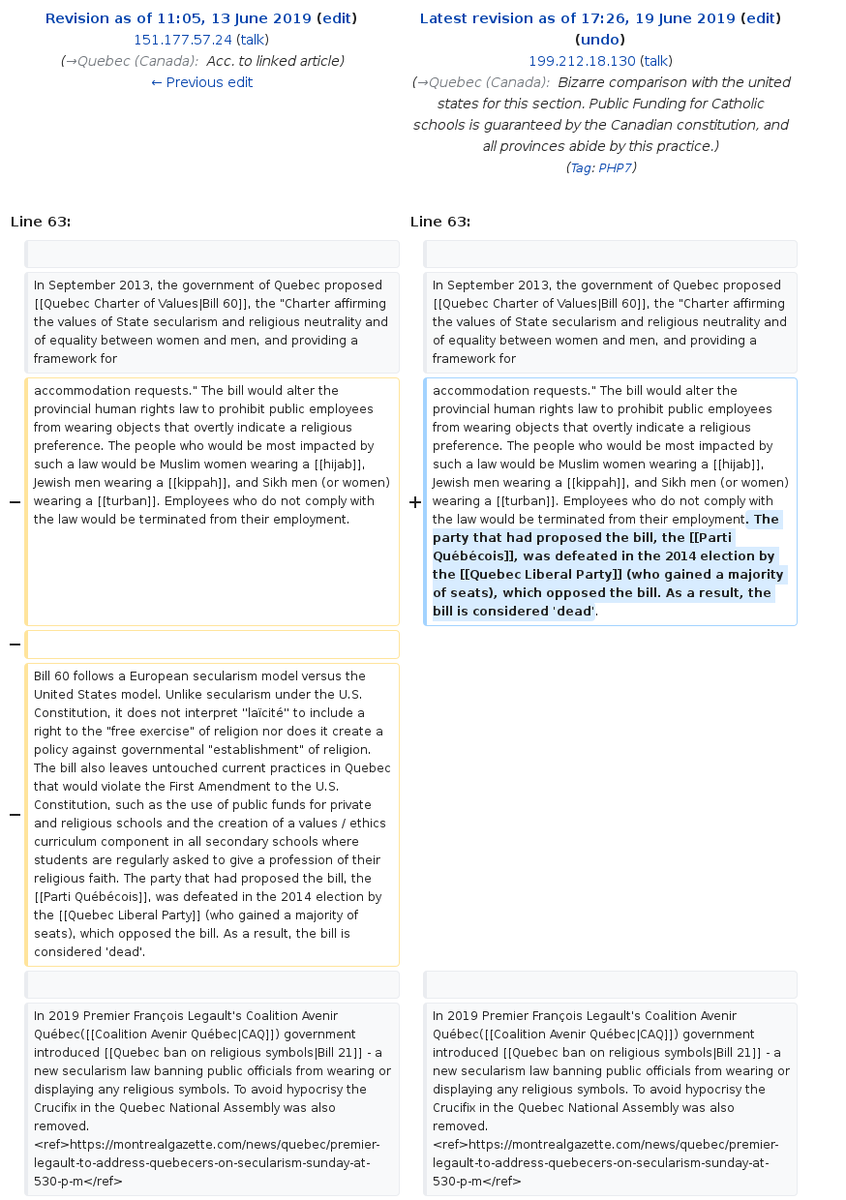 Revision as of 11:05, 13 June 2019 (edit)
151.177.57.24 (talk)
(→Quebec (Canada): Acc. to linked article)
← Previous edit
Latest revision as of 17:26, 19 June 2019 (edit)
(undo)
199.212.18.130 (talk)
(→Quebec (Canada): Bizarre comparison with the united
states for this section. Public Funding for Catholic
schools is guaranteed by the Canadian constitution, and
all provinces abide by this practice.)
(Tag: PHP7)
Line 63:
Line 63:
In September 2013, the government of Quebec proposed
[[Quebec Charter of Values|Bill 60]], the "Charter affirming
the values of State secularism and religious neutrality and
of equality between women and men, and providing a
framework for
In September 2013, the government of Quebec proposed
[[Quebec Charter of Values|Bill 60]], the "Charter affirming
the values of State secularism and religious neutrality and
of equality between women and men, and providing a
framework for
−
accommodation requests." The bill would alter the
provincial human rights law to prohibit public employees
from wearing objects that overtly indicate a religious
preference. The people who would be most impacted by
such a law would be Muslim women wearing a [[hijab]],
Jewish men wearing a [[kippah]], and Sikh men (or women)
wearing a [[turban]]. Employees who do not comply with
the law would be terminated from their employment.
+
accommodation requests." The bill would alter the
provincial human rights law to prohibit public employees
from wearing objects that overtly indicate a religious
preference. The people who would be most impacted by
such a law would be Muslim women wearing a [[hijab]],
Jewish men wearing a [[kippah]], and Sikh men (or women)
wearing a [[turban]]. Employees who do not comply with
the law would be terminated from their employment. The
party that had proposed the bill, the [[Parti
Québécois]], was defeated in the 2014 election by
the [[Quebec Liberal Party]] (who gained a majority
of seats), which opposed the bill. As a result, the
bill is considered 'dead'.
−
−
Bill 60 follows a European secularism model versus the
United States model. Unlike secularism under the U.S.
Constitution, it does not interpret ''laïcité'' to include a
right to the "free exercise" of religion nor does it create a
policy against governmental "establishment" of religion.
The bill also leaves untouched current practices in Quebec
that would violate the First Amendment to the U.S.
Constitution, such as the use of public funds for private
and religious schools and the creation of a values / ethics
curriculum component in all secondary schools where
students are regularly asked to give a profession of their
religious faith. The party that had proposed the bill, the
[[Parti Québécois]], was defeated in the 2014 election by
the [[Quebec Liberal Party]] (who gained a majority of
seats), which opposed the bill. As a result, the bill is
considered 'dead'.
In 2019 Premier François Legault's Coalition Avenir
Québec([[Coalition Avenir Québec|CAQ]]) government
introduced [[Quebec ban on religious symbols|Bill 21]] - a
new secularism law banning public officials from wearing or
displaying any religious symbols. To avoid hypocrisy the
Crucifix in the Quebec National Assembly was also
removed.
<ref>https://montrealgazette.com/news/quebec/premier-
legault-to-address-quebecers-on-secularism-sunday-at-
530-p-m</ref>
In 2019 Premier François Legault's Coalition Avenir
Québec([[Coalition Avenir Québec|CAQ]]) government
introduced [[Quebec ban on religious symbols|Bill 21]] - a
new secularism law banning public officials from wearing or
displaying any religious symbols. To avoid hypocrisy the
Crucifix in the Quebec National Assembly was also
removed.
<ref>https://montrealgazette.com/news/quebec/premier-
legault-to-address-quebecers-on-secularism-sunday-at-
530-p-m</ref>